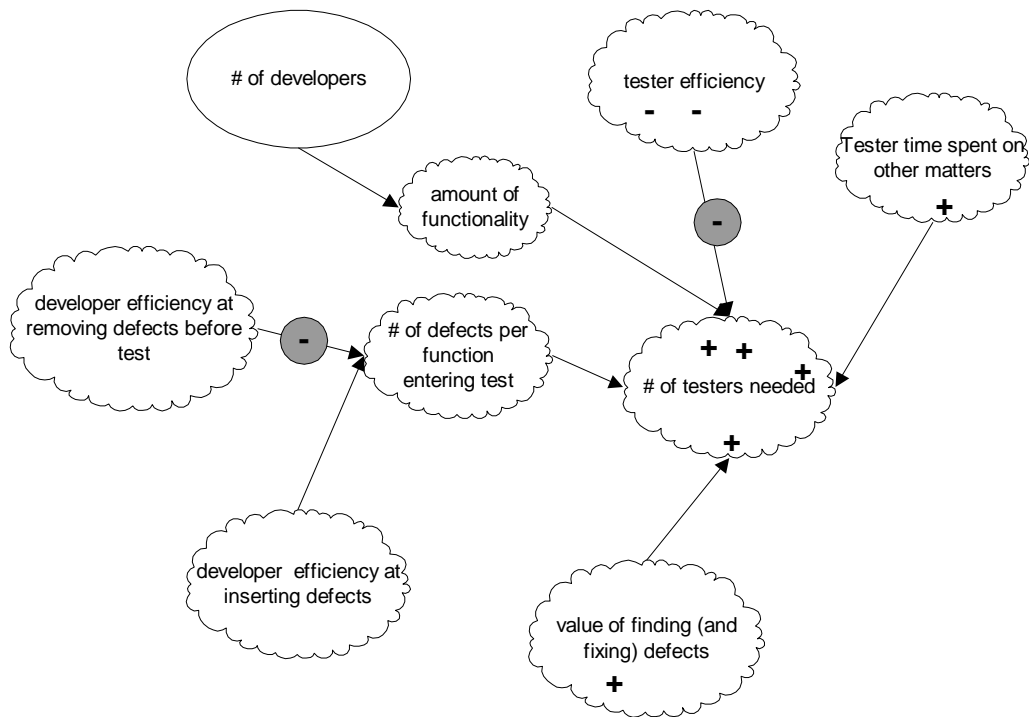 # of developers
tester efficiency
- -
Tester time spent on
other matters
+
amount of
functionality
-
developer efficiency at
removing defects before
test
-
# of defects per
function
entering test
+ + +
# of testers needed
+
developer efficiency at
inserting defects
value of finding (and
fixing) defects
+